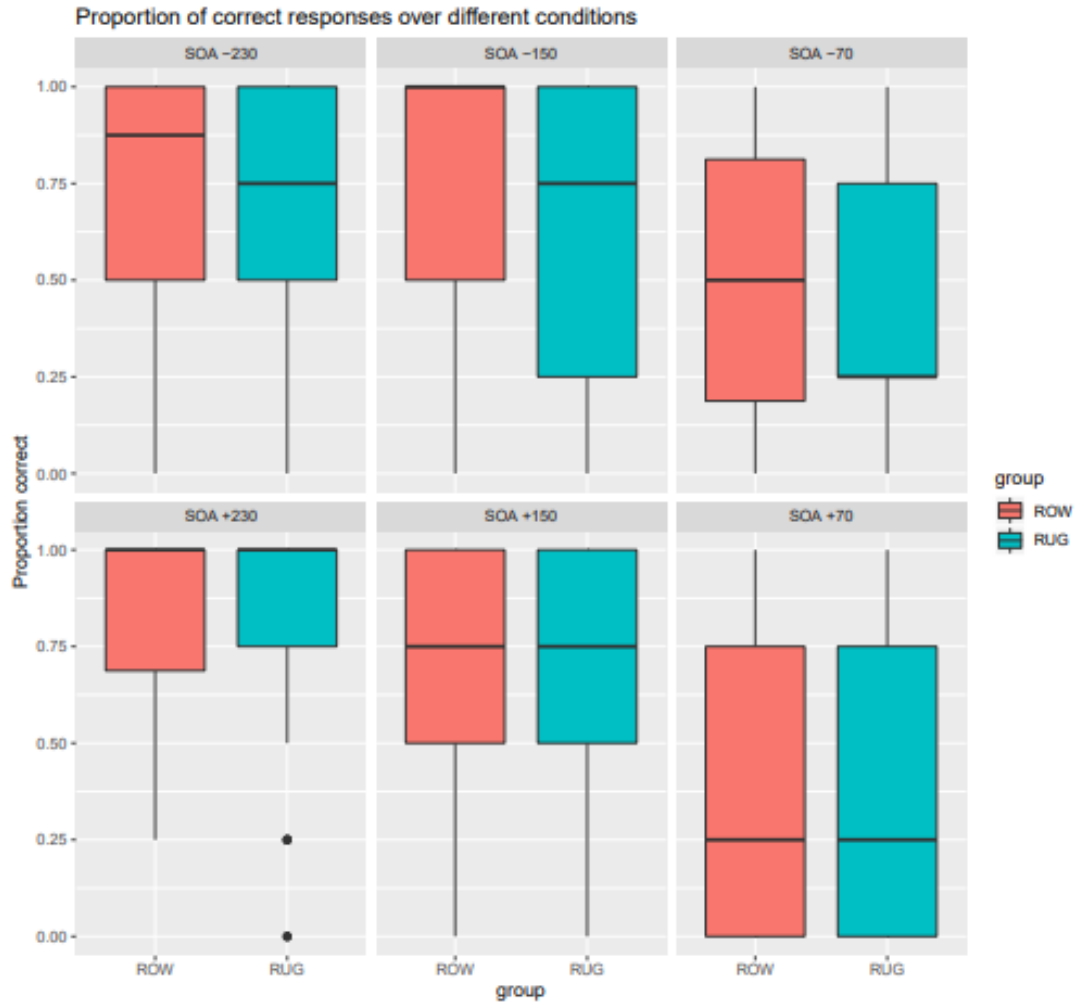 Proportion of correct responses over different conditions
SOA −230
SOA −150
SOA −70
1.00
0.75
0.50
0.25
0.00
SOA +230
SOA +150
SOA +70
1.00
0.75
0.50
0.25
0.00
Proportion correct
ROW
RUG
ROW
RUG
ROW
RUG
group
group
ROW
RUG